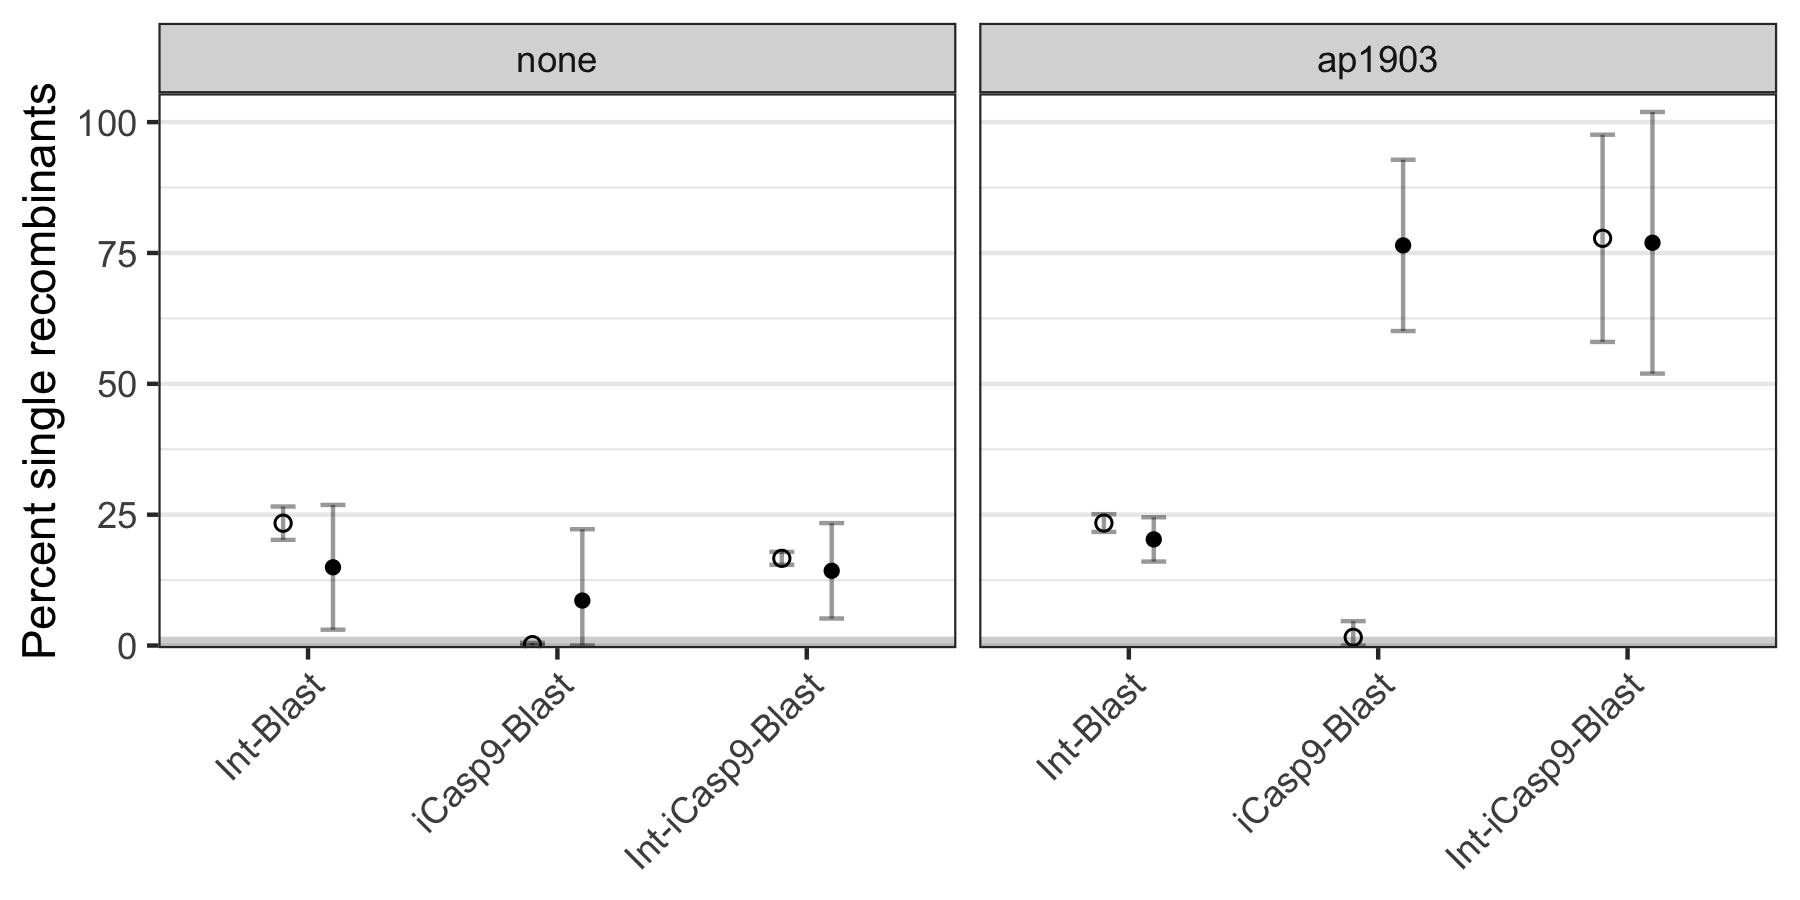 none
ap1903
Percent single recombinants
100
75
50
25
0
Int-Blast
iCasp9-Blast
Int-iCasp9-Blast
Int-Blast
iCasp9-Blast
Int-iCasp9-Blast